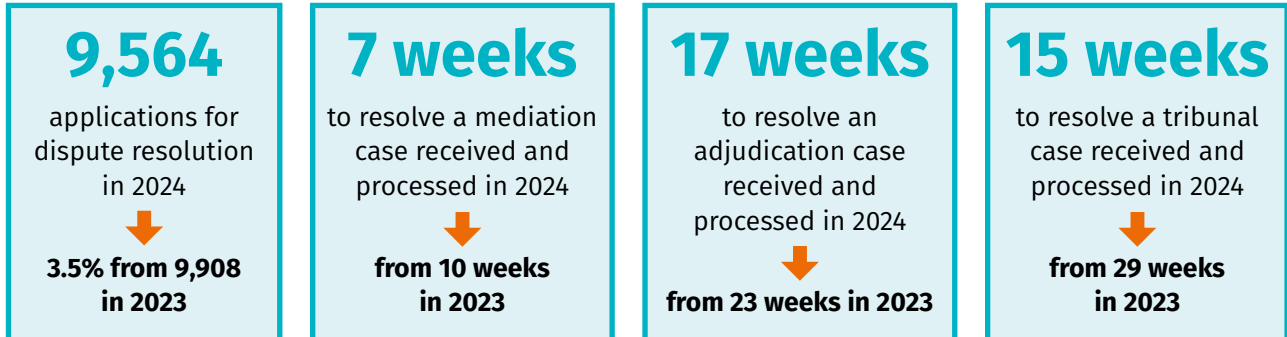 9,564
applications for
dispute resolution
in 2024
3.5% from 9,908
in 2023
7 weeks
to resolve a mediation
case received and
processed in 2024
from 10 weeks
in 2023
17 weeks
to resolve an
adjudication case
received and
processed in 2024
from 23 weeks in 2023
15 weeks
to resolve a tribunal
case received and
processed in 2024
from 29 weeks
in 2023